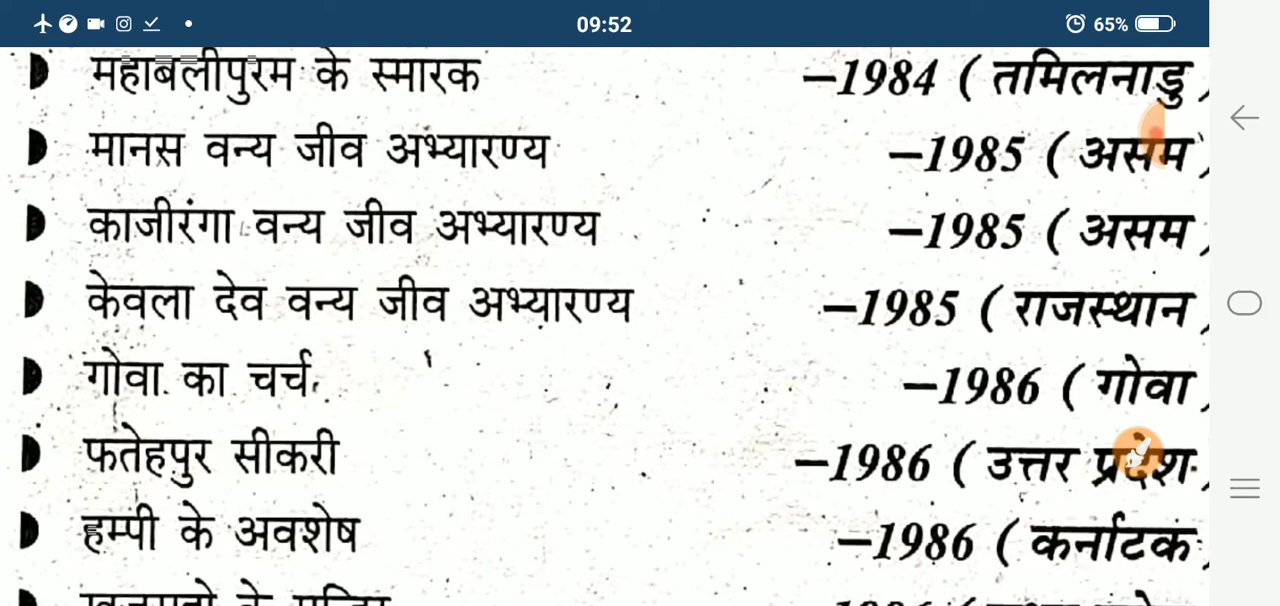 09:52 65%
महाबलीपुरम के स्मारक –1984 ( तमिलनाडु )
मानस वन्य जीव अभ्यारण्य –1985 ( असम )
काजीरंगा वन्य जीव अभ्यारण्य –1985 ( असम )
केवला देव वन्य जीव अभ्यारण्य –1985 ( राजस्थान )
गोवा का चर्च –1986 ( गोवा )
फतेहपुर सीकरी –1986 ( उत्तर प्रदेश )
हम्पी के अवशेष –1986 ( कर्नाटक )